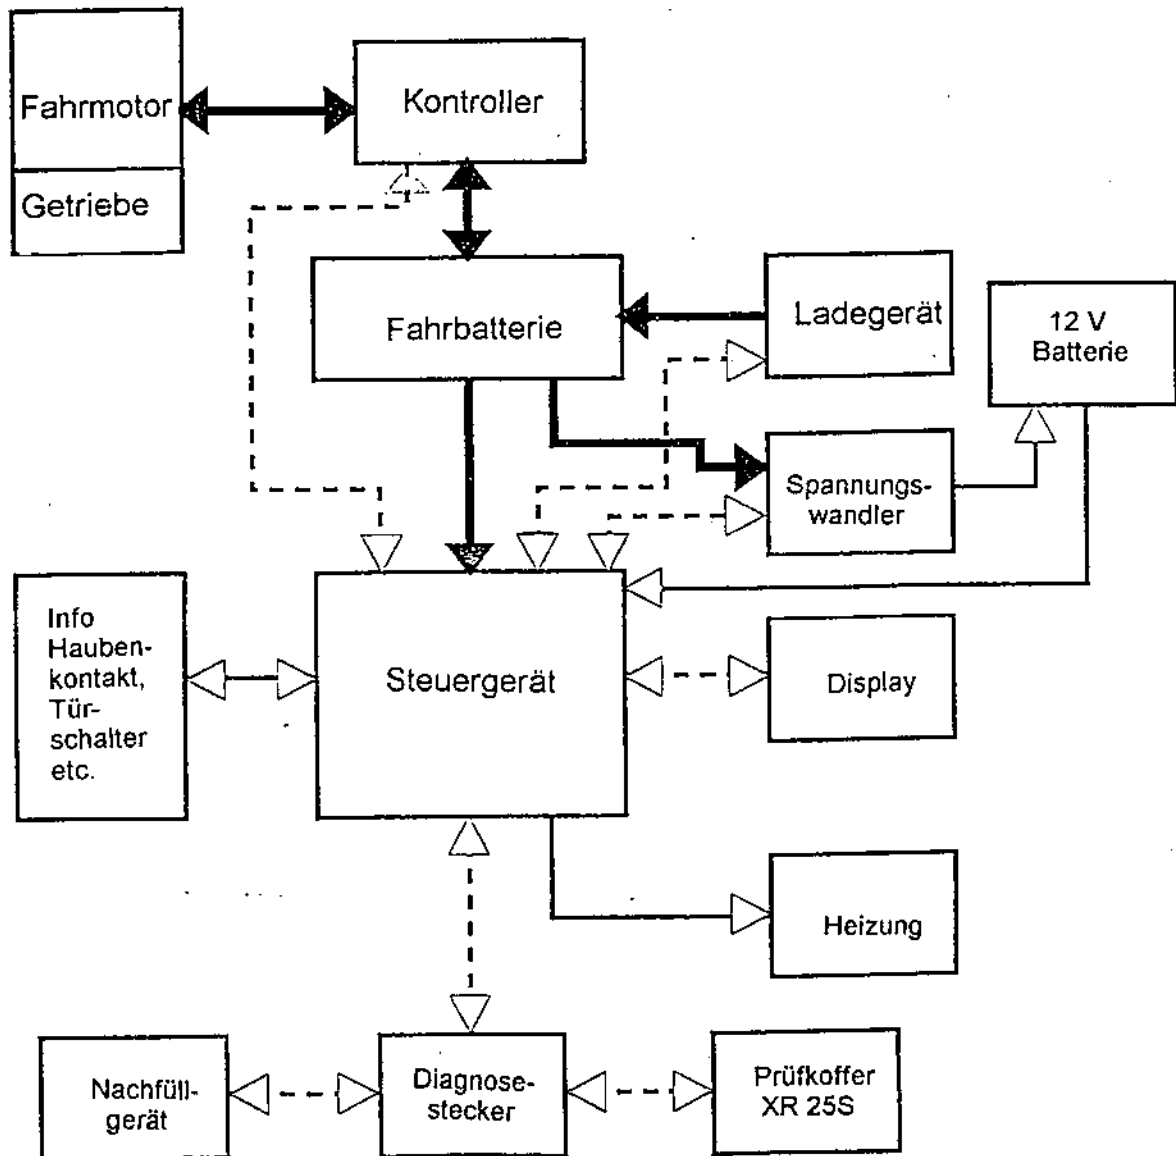 Fahrmotor
Getriebe
Kontroller
Fahrbatterie
Ladegerät
12 V
Batterie
Spannungs-
wandler
Info
Hauben-
kontakt,
Tür-
schalter
etc.
Steuergerät
Display
Heizung
Nachfüll-
gerät
Diagnose-
stecker
Prüfkoffer
XR 25S